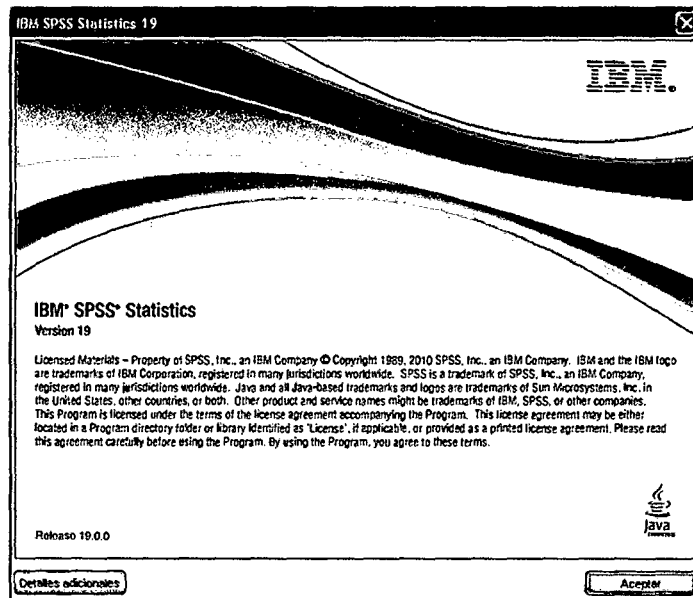 IBM SPSS Statistics 19
IBM®
IBM® SPSS® Statistics
Version 19
Licensed Materials – Property of SPSS, Inc., an IBM Company © Copyright 1989, 2010 SPSS, Inc., an IBM Company. IBM and the IBM logo
are trademarks of IBM Corporation, registered in many jurisdictions worldwide. SPSS is a trademark of SPSS, Inc., an IBM Company,
registered in many jurisdictions worldwide. Java and all Java-based trademarks and logos are trademarks of Sun Microsystems, Inc. in
the United States, other countries, or both. Other product and service names might be trademarks of IBM, SPSS, or other companies.
This Program is licensed under the terms of the license agreement accompanying the Program. This license agreement may be either
located in a Program directory folder or library identified as 'License', if applicable, or provided as a printed license agreement. Please read
this agreement carefully before using the Program. By using the Program, you agree to these terms.
Java
Release 19.0.0
Detalles adicionales
Aceptar